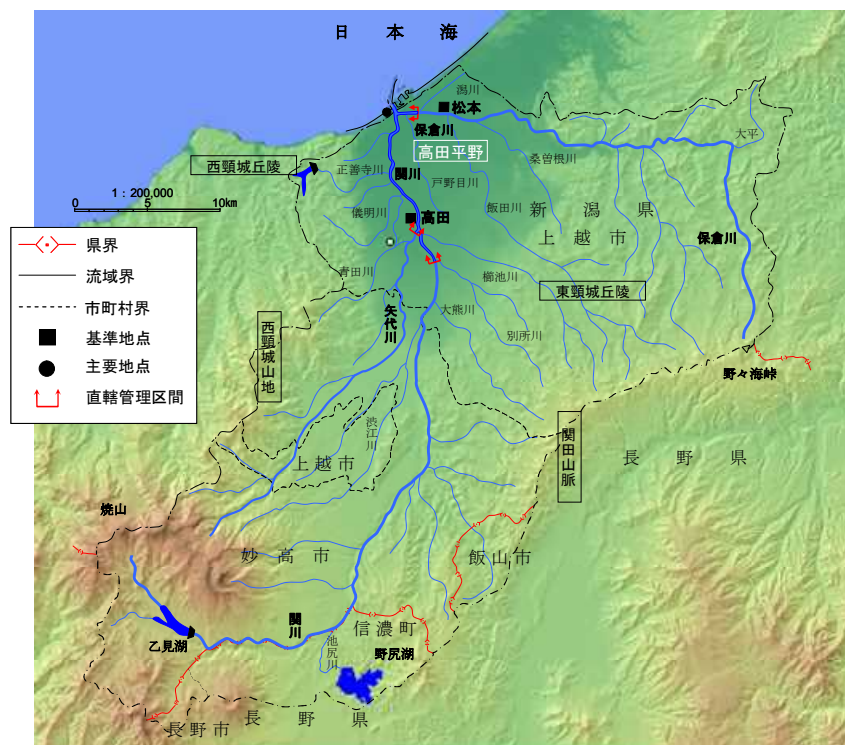 日本海
潟川
松本
保倉川
高田平野
大平
桑曽根川
西頸城丘陵
正善寺川
関川
戸野目川
1：200,000
0 5 10km
儀明川
高田
飯田川
新潟県
上越市
保倉川
県界
流域界
市町村界
基準地点
主要地点
直轄管理区間
青田川
櫛池川
東頸城丘陵
矢代川
大熊川
別所川
西頸城山地
野々海峠
渋江川
上越市
関田山脈
長野県
焼山
妙高市
飯山市
関川
信濃町
乙見湖
池尻川
野尻湖
長野市
長野県